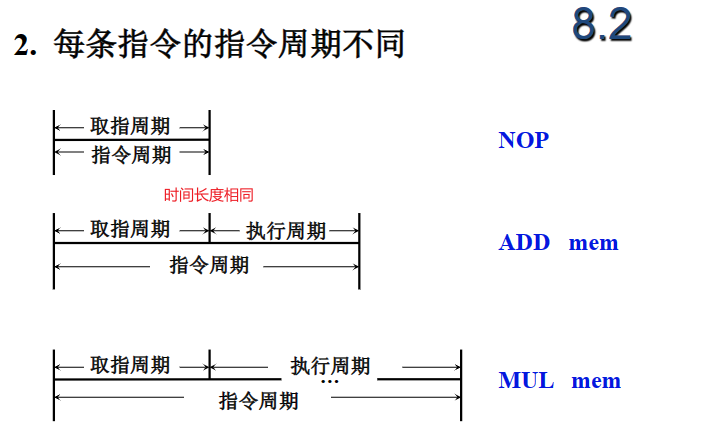 8.2
2. 每条指令的指令周期不同
取指周期
指令周期
NOP
时间长度相同
取指周期 执行周期
指令周期
ADD mem
取指周期 执行周期
...
指令周期
MUL mem